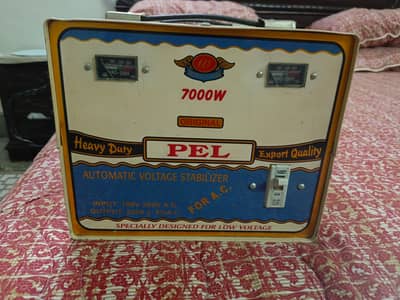 7000W
ORIGINAL
Heavy Duty
PEL
Export Quality
AUTOMATIC VOLTAGE STABILIZER
FOR A.C.
SPECIALLY DESIGNED FOR LOW VOLTAGE